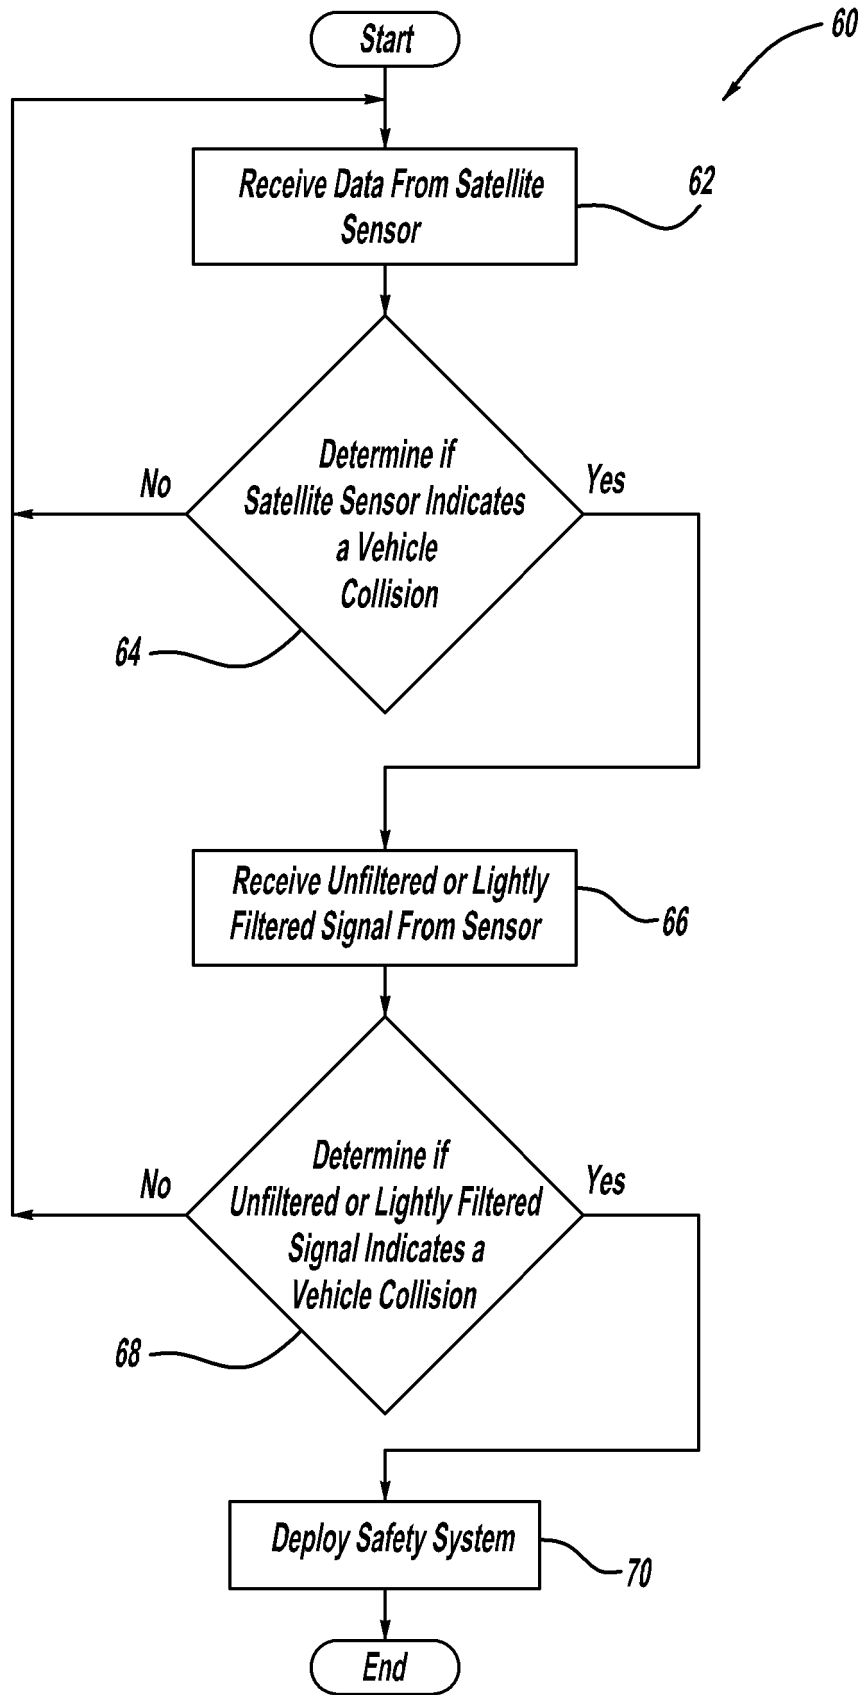 Start
60
Receive Data From Satellite
Sensor
62
Determine if
Satellite Sensor Indicates
a Vehicle
Collision
No
Yes
64
Receive Unfiltered or Lightly
Filtered Signal From Sensor
66
Determine if
Unfiltered or Lightly Filtered
Signal Indicates a
Vehicle Collision
No
Yes
68
Deploy Safety System
70
End